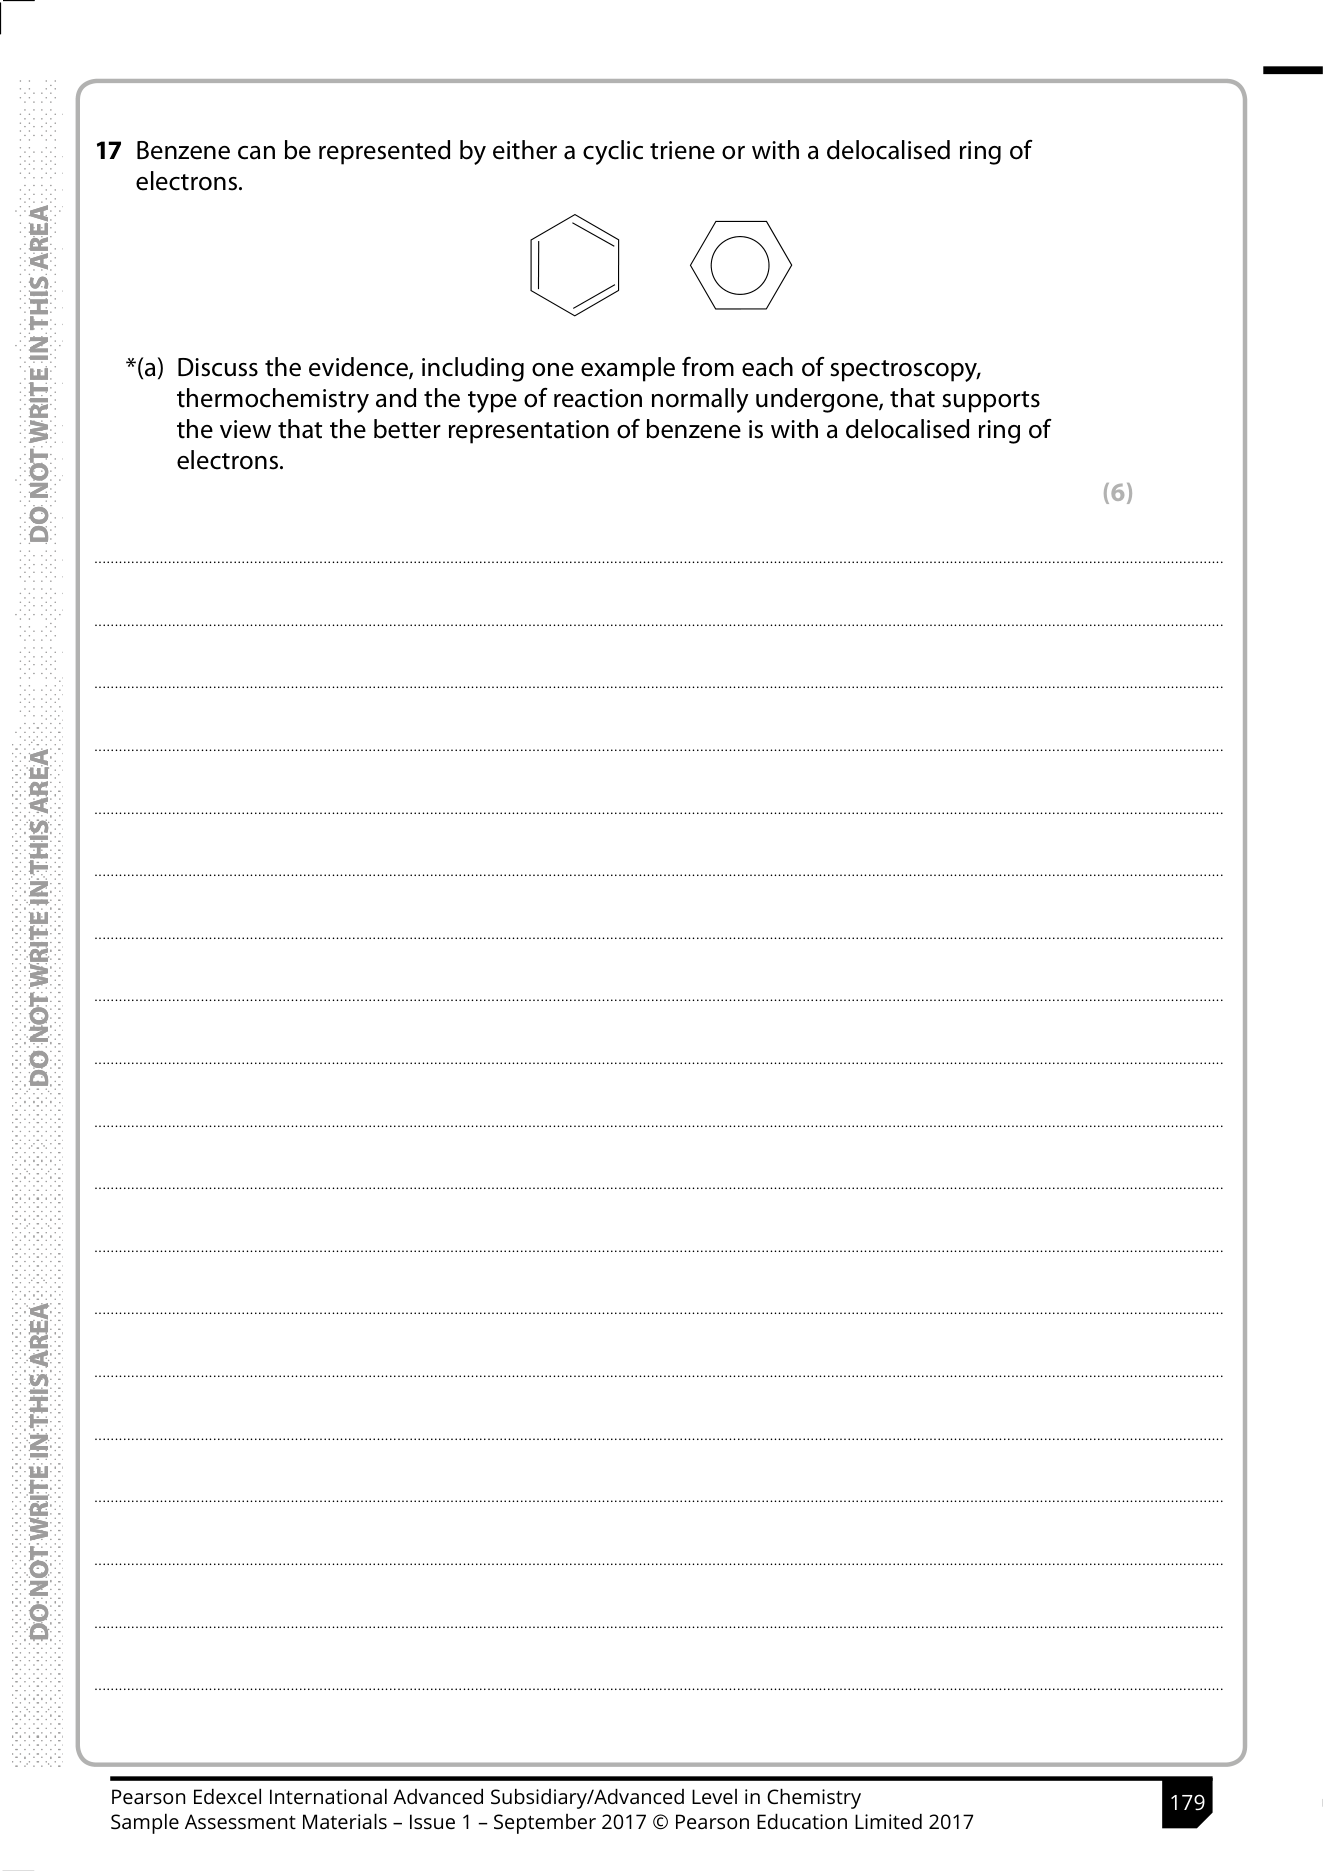 17 Benzene can be represented by either a cyclic triene or with a delocalised ring of
electrons.
*(a) Discuss the evidence, including one example from each of spectroscopy,
thermochemistry and the type of reaction normally undergone, that supports
the view that the better representation of benzene is with a delocalised ring of
electrons.
(6)
DO NOT WRITE IN THIS AREA
DO NOT WRITE IN THIS AREA
DO NOT WRITE IN THIS AREA
Pearson Edexcel International Advanced Subsidiary/Advanced Level in Chemistry
Sample Assessment Materials – Issue 1 – September 2017 © Pearson Education Limited 2017
179